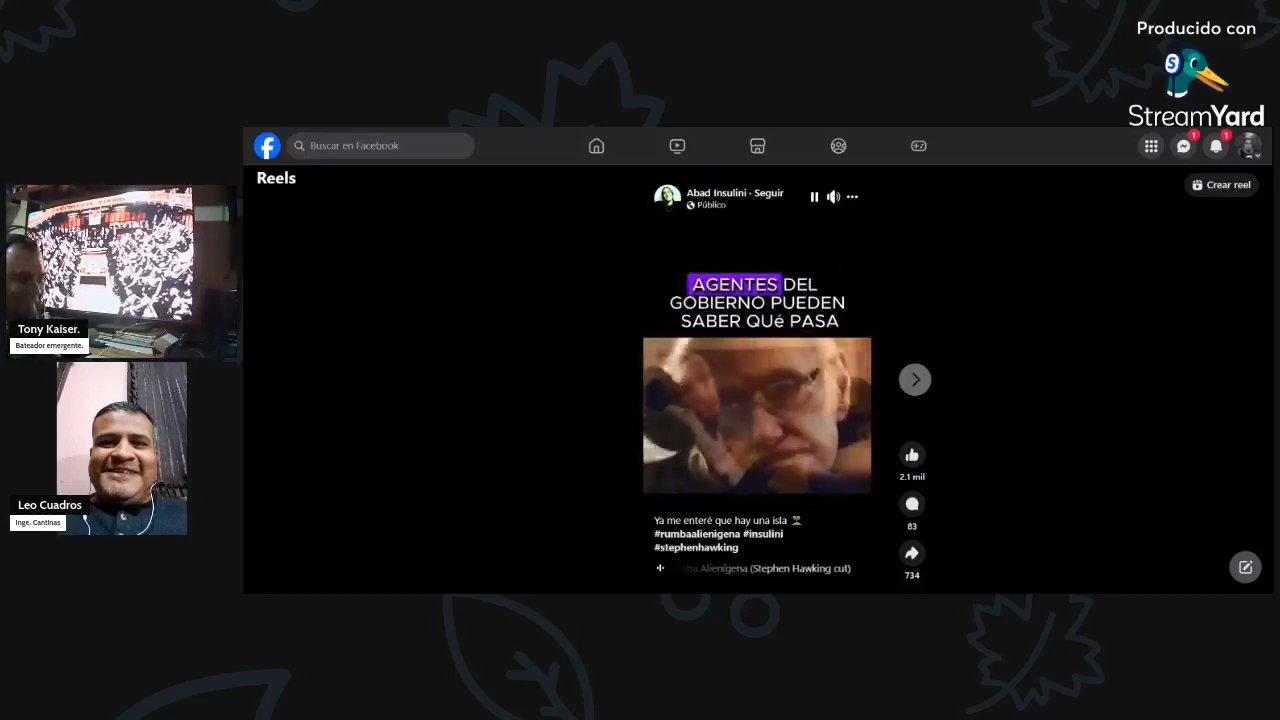 Producido con
StreamYard
Buscar en Facebook
1
1
Reels
Crear reel
Abad Insulini · Seguir
Público
AGENTES DEL
GOBIERNO PUEDEN
SABER QUé PASA
Tony Kaiser.
Bateador emergente.
Leo Cuadros
Inge. Cantinas
2.1 mil
83
734
Ya me enteré que hay una isla
#rumbaalienigena #insulini
#stephenhawking
Alienígena (Stephen Hawking cut)